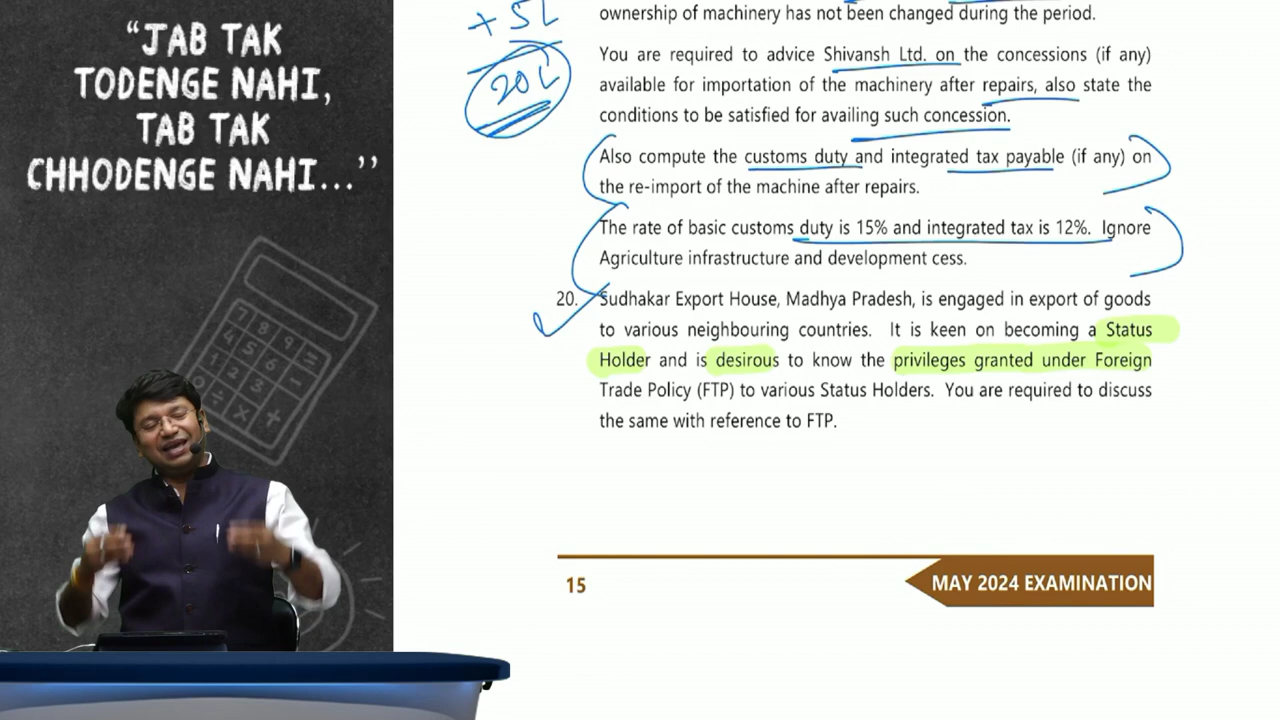 “JAB TAK
TODENGE NAHI,
TAB TAK
CHHODENGE NAHI...’’
+ 5L
20L
ownership of machinery has not been changed during the period.
You are required to advice Shivansh Ltd. on the concessions (if any)
available for importation of the machinery after repairs, also state the
conditions to be satisfied for availing such concession.
Also compute the customs duty and integrated tax payable (if any) on
the re-import of the machine after repairs.
The rate of basic customs duty is 15% and integrated tax is 12%. Ignore
Agriculture infrastructure and development cess.
20. Sudhakar Export House, Madhya Pradesh, is engaged in export of goods
to various neighbouring countries. It is keen on becoming a Status
Holder and is desirous to know the privileges granted under Foreign
Trade Policy (FTP) to various Status Holders. You are required to discuss
the same with reference to FTP.
15
MAY 2024 EXAMINATION